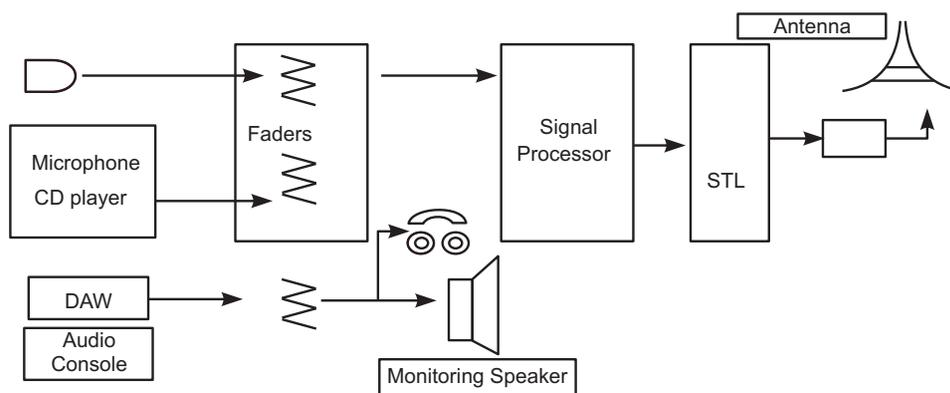 Antenna
Faders
Signal
Processor
Microphone
CD player
STL
DAW
Audio
Console
Monitoring Speaker